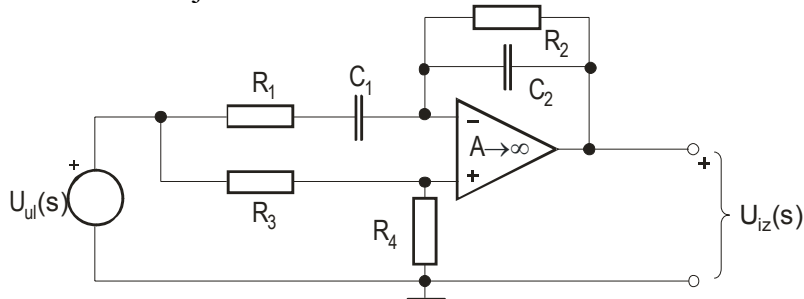 R₂
C₁
C₂
R₁
−
A→∞
+
+
+
Uul(s)
R₃
R₄
Uiz(s)